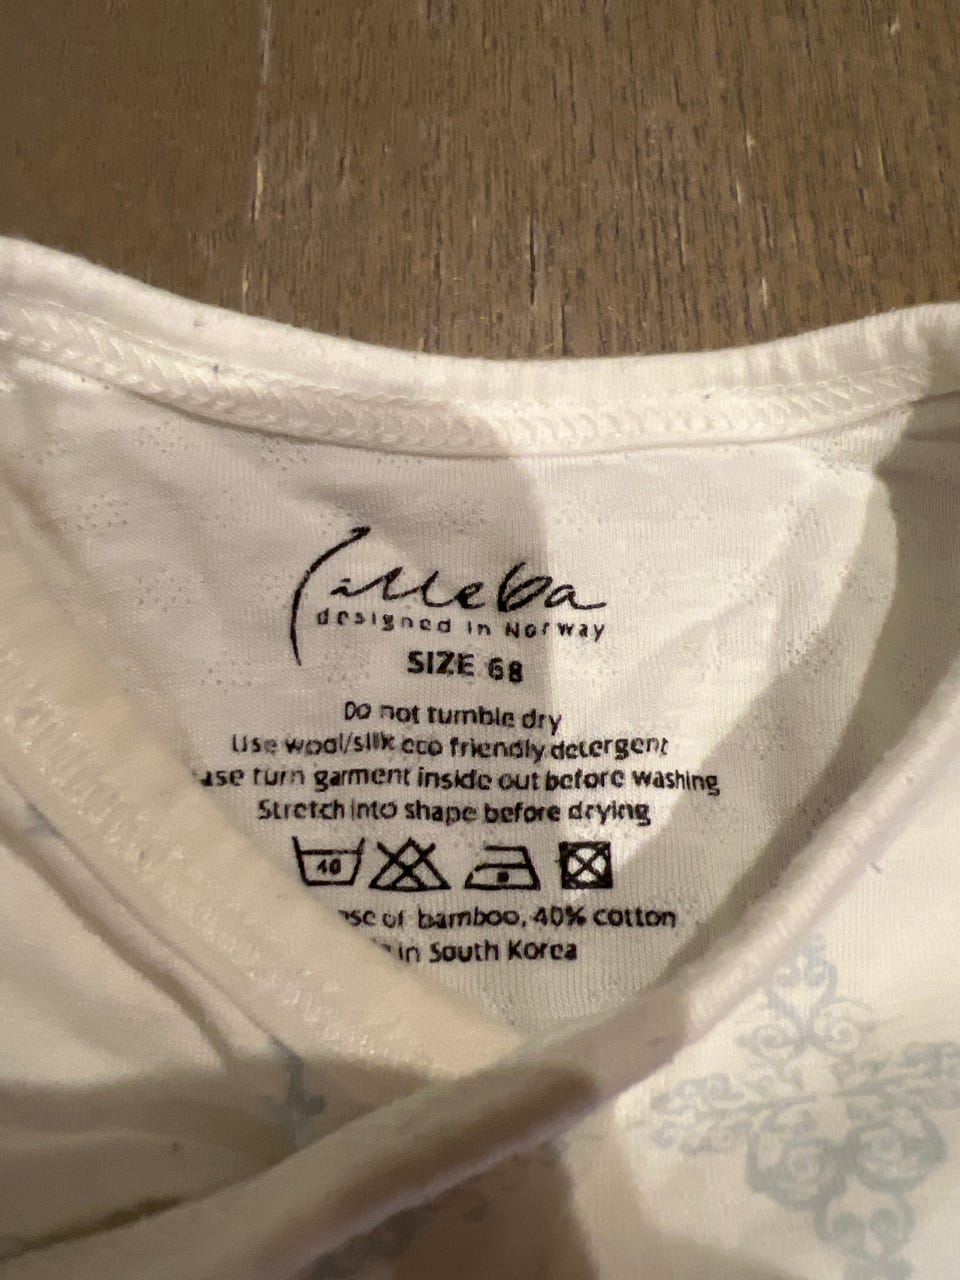 Lilleba
designed in Norway
SIZE 68
Do not tumble dry
Use wool/silk eco friendly detergent
turn garment inside out before washing
Stretch into shape before drying
40
of bamboo, 40% cotton
in South Korea